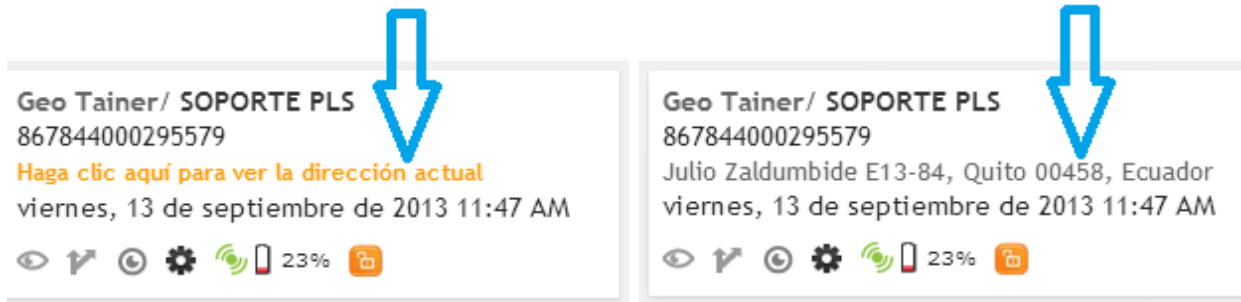 Geo Tainer/ SOPORTE PLS
867844000295579
Haga clic aquí para ver la dirección actual
viernes, 13 de septiembre de 2013 11:47 AM
23%
Geo Tainer/ SOPORTE PLS
867844000295579
Julio Zaldumbide E13-84, Quito 00458, Ecuador
viernes, 13 de septiembre de 2013 11:47 AM
23%